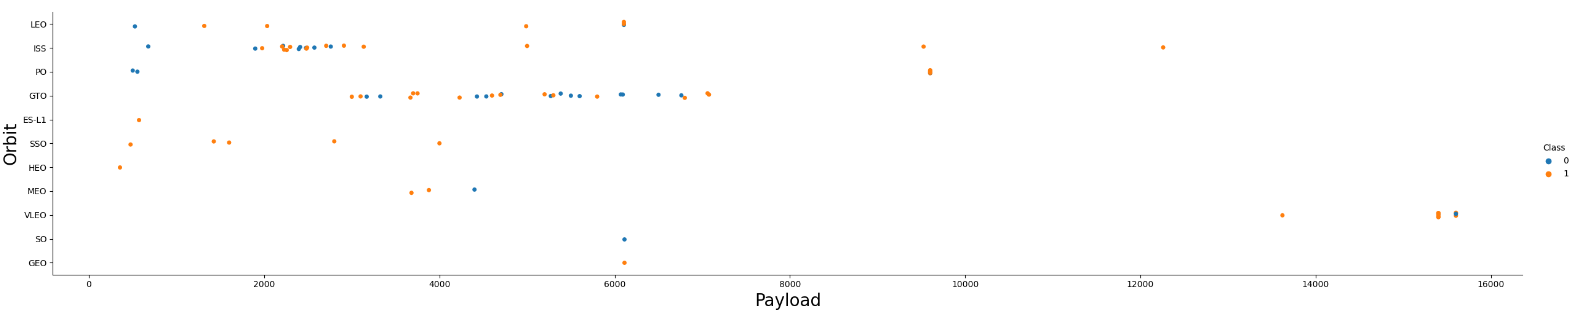 Orbit
LEO
ISS
PO
GTO
ES-L1
SSO
HEO
MEO
VLEO
SO
GEO
0 2000 4000 6000 8000 10000 12000 14000 16000
Payload
Class
0
1